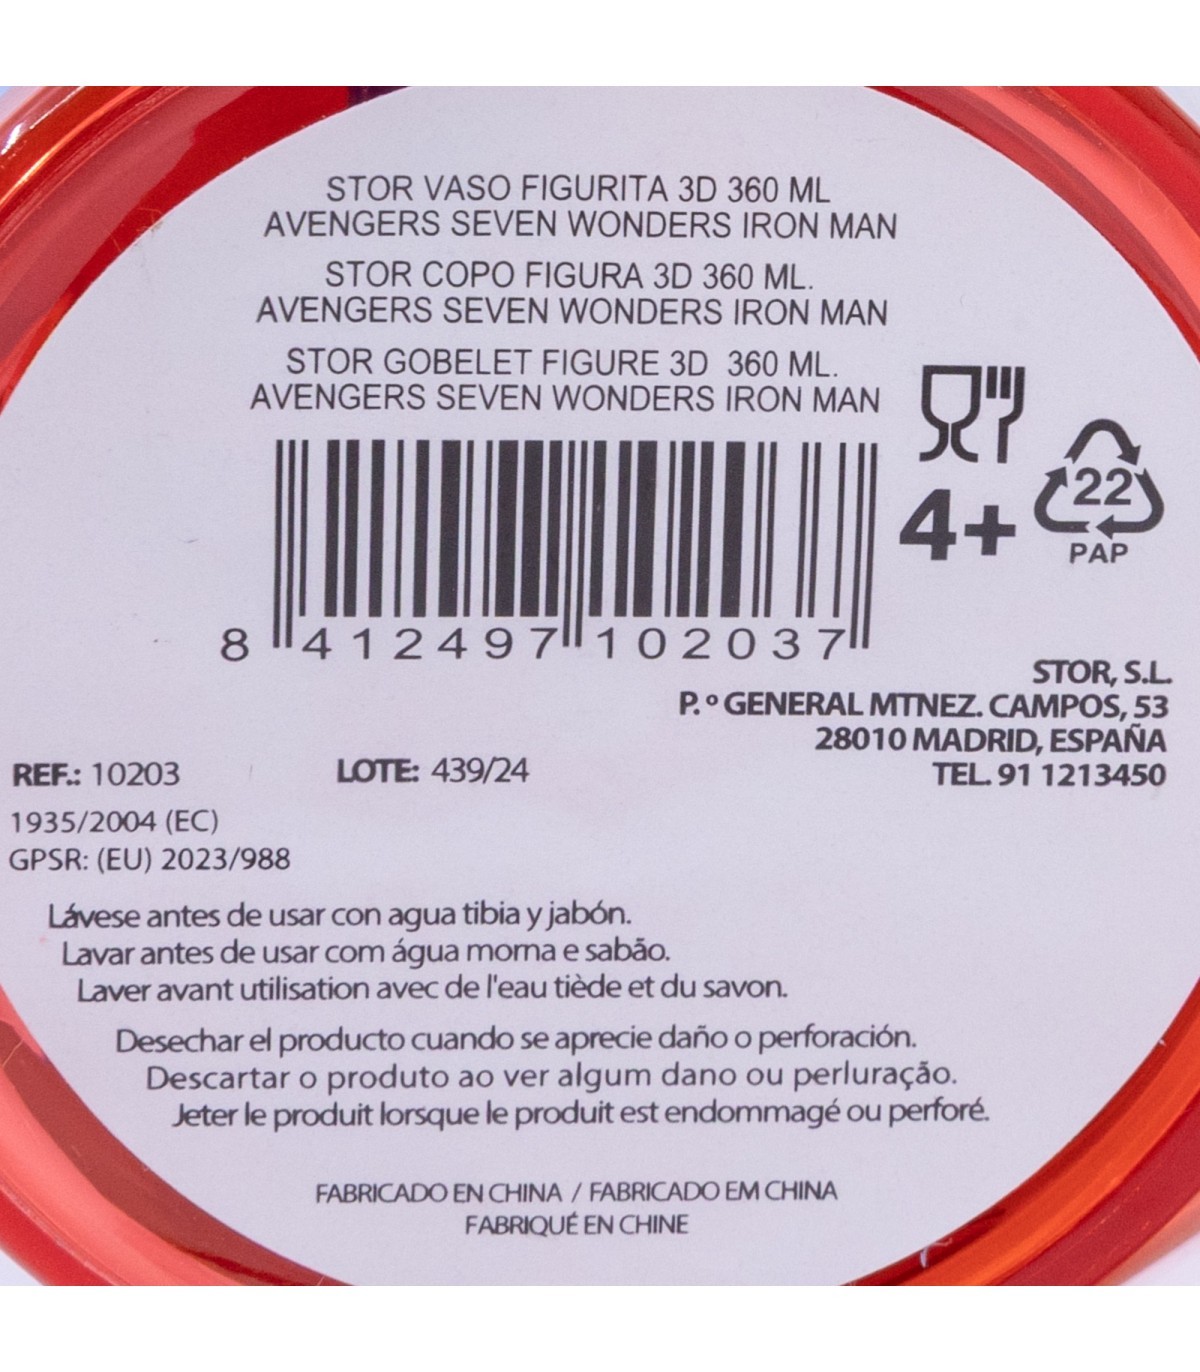 STOR VASO FIGURITA 3D 360 ML
AVENGERS SEVEN WONDERS IRON MAN
STOR COPO FIGURA 3D 360 ML.
AVENGERS SEVEN WONDERS IRON MAN
STOR GOBELET FIGURE 3D 360 ML.
AVENGERS SEVEN WONDERS IRON MAN
22
4+
PAP
8 412497 102037
STOR, S.L.
P.º GENERAL MTNEZ. CAMPOS, 53
28010 MADRID, ESPAÑA
TEL. 91 1213450
REF.: 10203 LOTE: 439/24
1935/2004 (EC)
GPSR: (EU) 2023/988
Lávese antes de usar con agua tibia y jabón.
Lavar antes de usar com água morna e sabão.
Laver avant utilisation avec de l'eau tiède et du savon.
Desechar el producto cuando se aprecie daño o perforación.
Descartar o produto ao ver algum dano ou perluração.
Jeter le produit lorsque le produit est endommagé ou perforé.
FABRICADO EN CHINA / FABRICADO EM CHINA
FABRIQUÉ EN CHINE